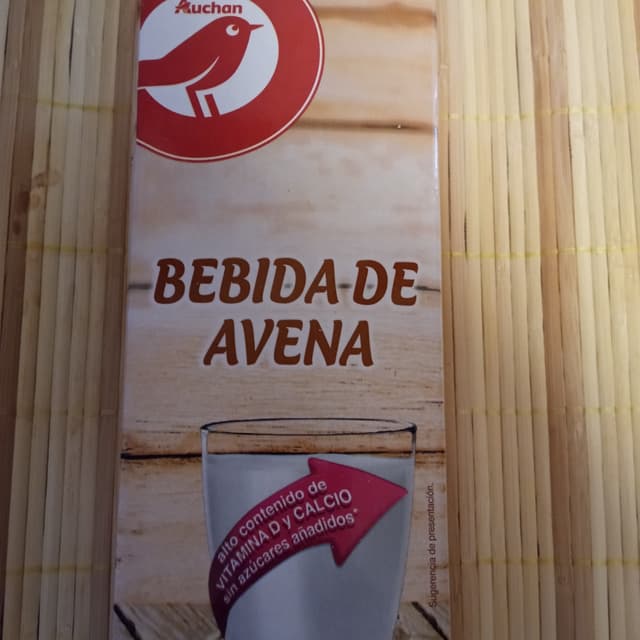 Auchan
BEBIDA DE
AVENA
alto contenido de
VITAMINA D y CALCIO
sin azúcares añadidos*
Sugerencia de presentación.